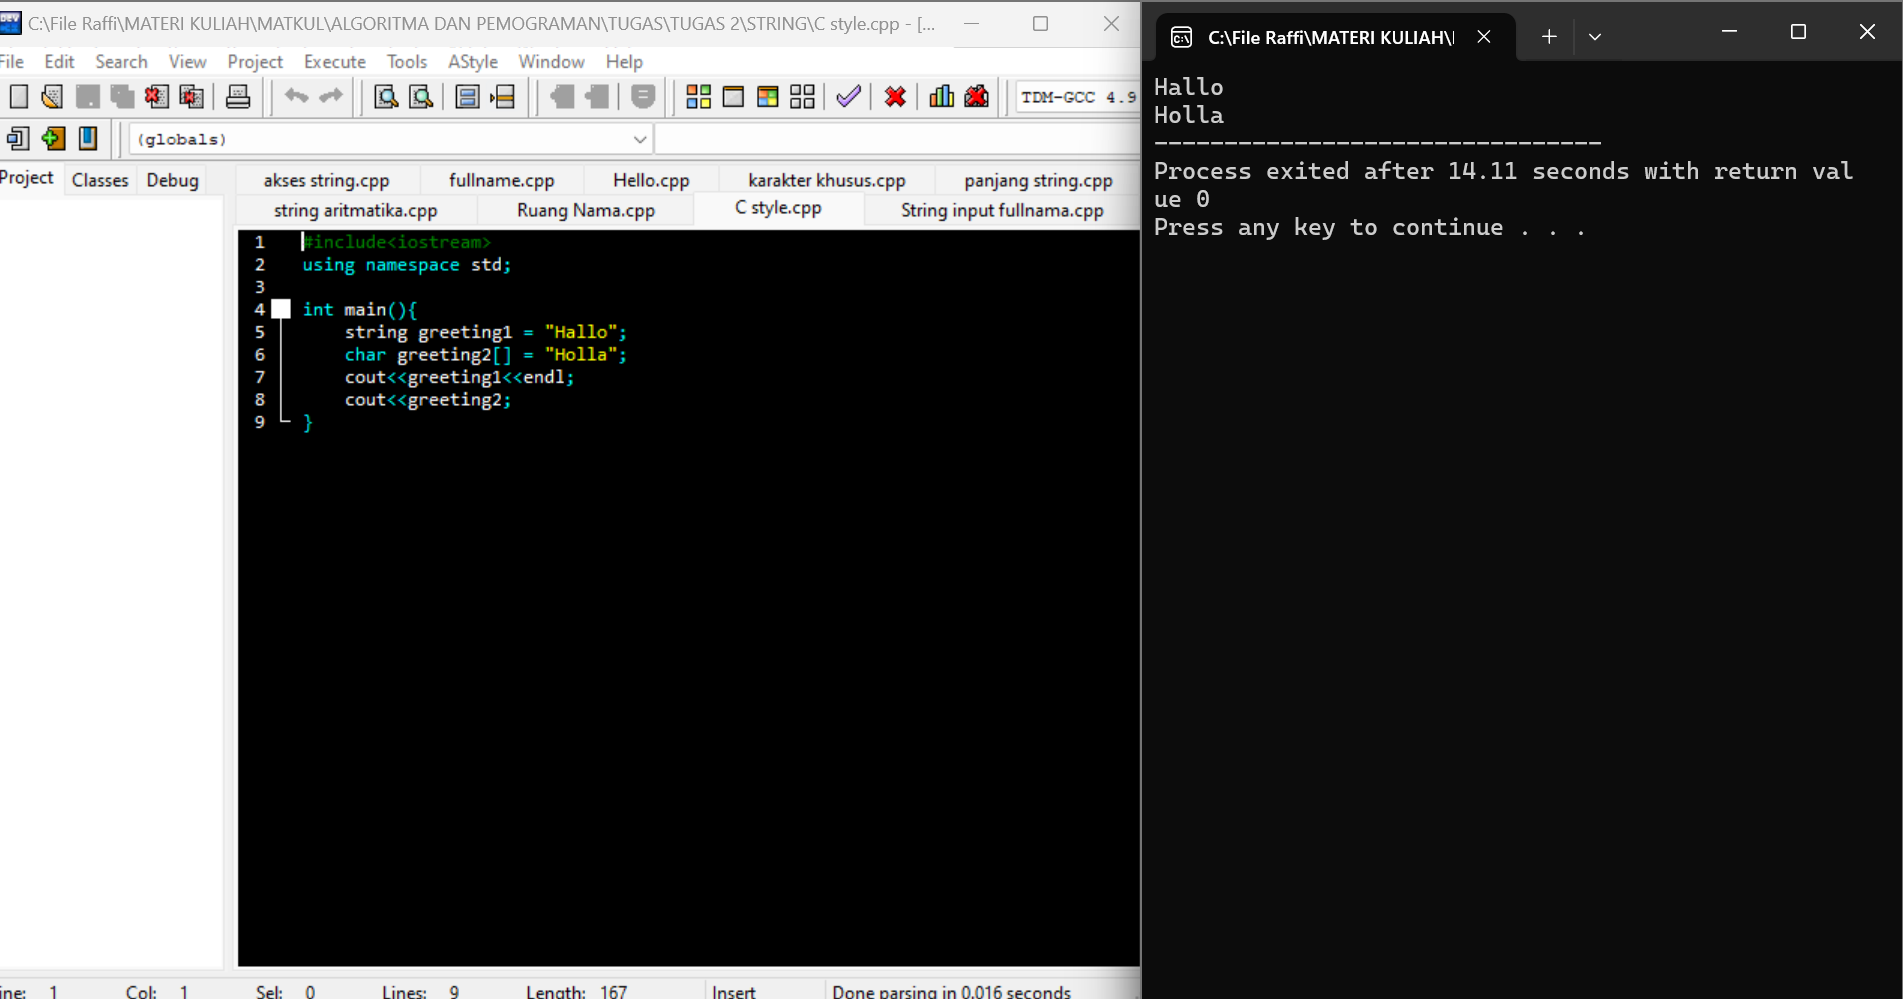 C:\File Raffi\MATERI KULIAH\MATKUL\ALGORITMA DAN PEMOGRAMAN\TUGAS\TUGAS 2\STRING\C style.cpp - [...
File Edit Search View Project Execute Tools AStyle Window Help
TDM-GCC 4.9
(globals)
Project Classes Debug
akses string.cpp fullname.cpp Hello.cpp karakter khusus.cpp panjang string.cpp
string aritmatika.cpp Ruang Nama.cpp C style.cpp String input fullnama.cpp
1 #include<iostream>
2 using namespace std;
3
4 int main(){
5 string greeting1 = "Hallo";
6 char greeting2[] = "Holla";
7 cout<<greeting1<<endl;
8 cout<<greeting2;
9 }
ine: 1 Col: 1 Sel: 0 Lines: 9 Length: 167 Insert Done parsing in 0.016 seconds
C:\File Raffi\MATERI KULIAH\I
Hallo
Holla
--------------------------------
Process exited after 14.11 seconds with return val
ue 0
Press any key to continue . . .